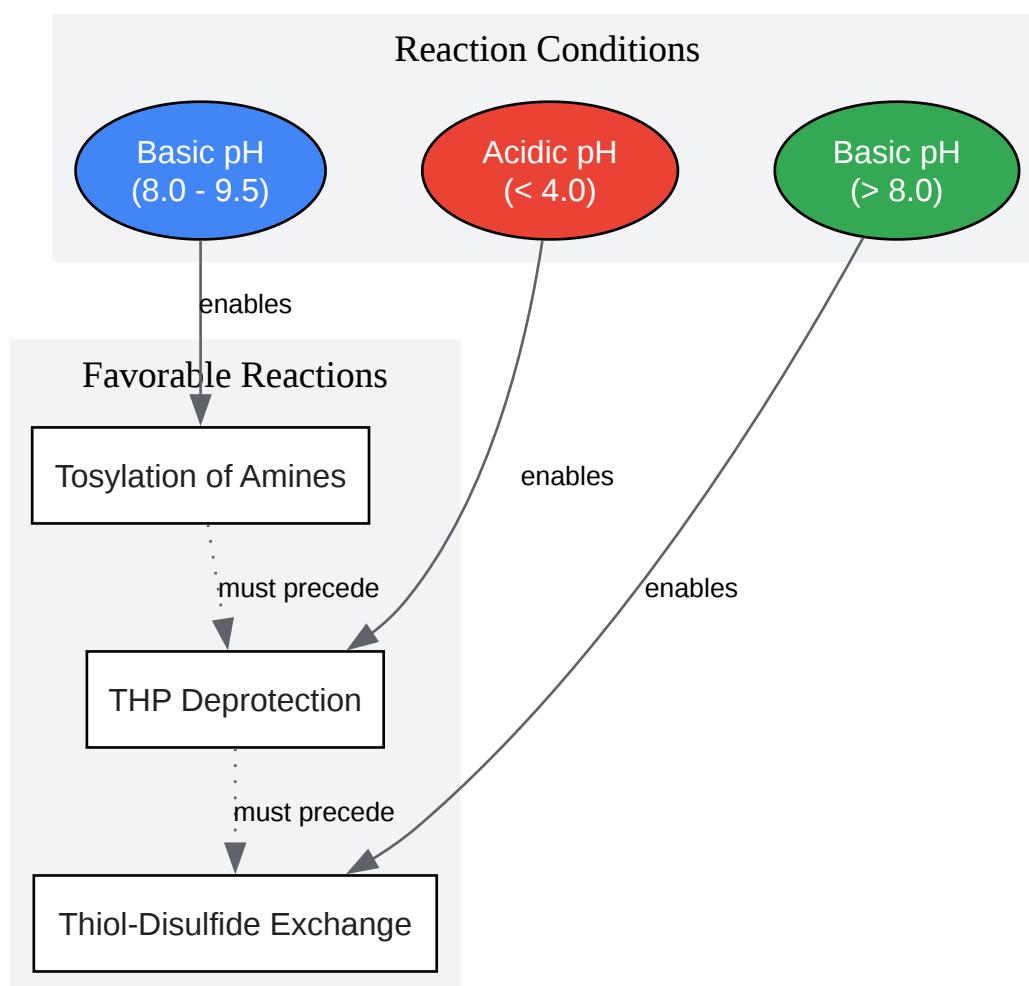 Reaction Conditions
Basic pH
(8.0 - 9.5)
Acidic pH
(< 4.0)
Basic pH
(> 8.0)
enables
Favorable Reactions
Tosylation of Amines
enables
must precede
enables
THP Deprotection
must precede
Thiol-Disulfide Exchange